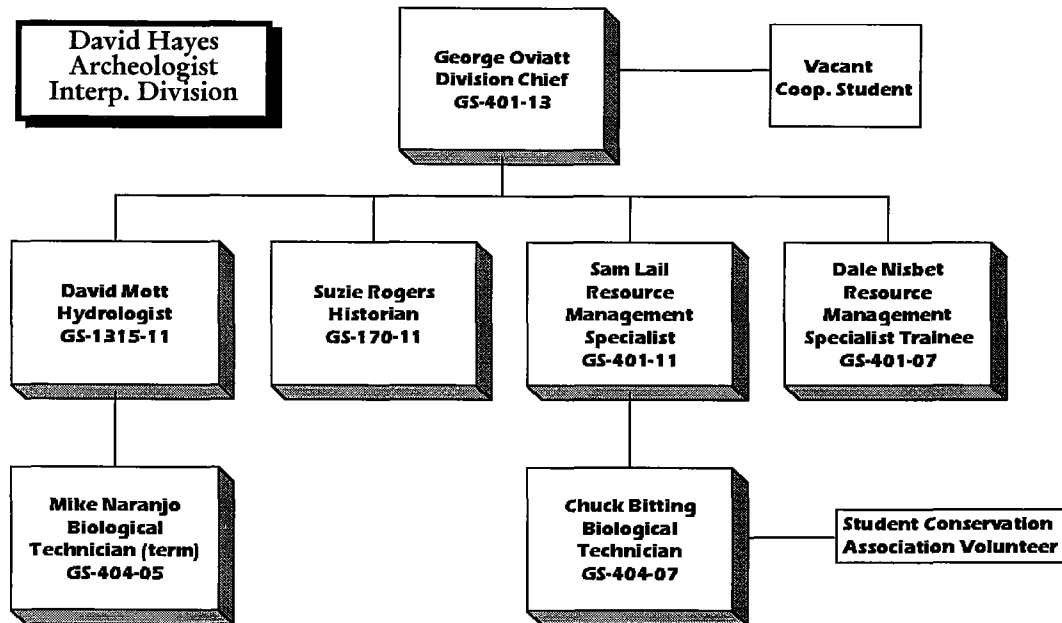 David Hayes
Archeologist
Interp. Division
George Oviatt
Division Chief
GS-401-13
Vacant
Coop. Student
David Mott
Hydrologist
GS-1315-11
Suzie Rogers
Historian
GS-170-11
Sam Lail
Resource
Management
Specialist
GS-401-11
Dale Nisbet
Resource
Management
Specialist Trainee
GS-401-07
Mike Naranjo
Biological
Technician (term)
GS-404-05
Chuck Bitting
Biological
Technician
GS-404-07
Student Conservation
Association Volunteer